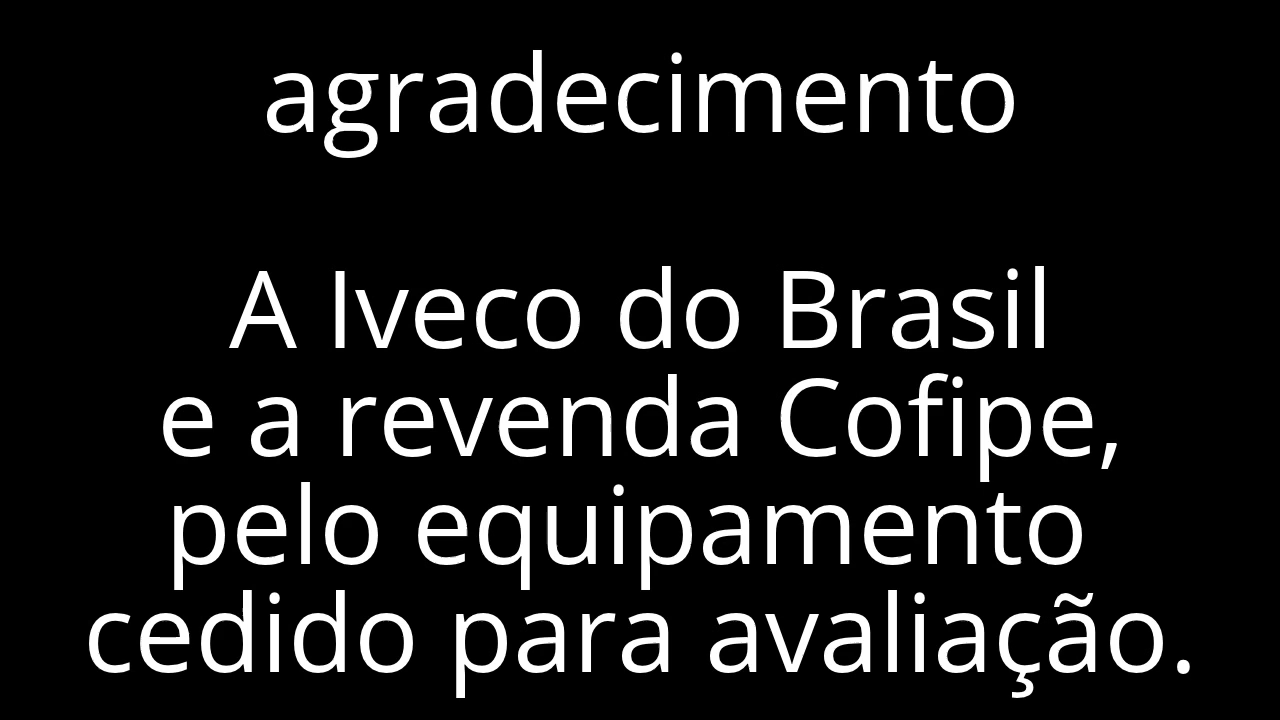 agradecimento
A Iveco do Brasil
e a revenda Cofipe,
pelo equipamento
cedido para avaliação.